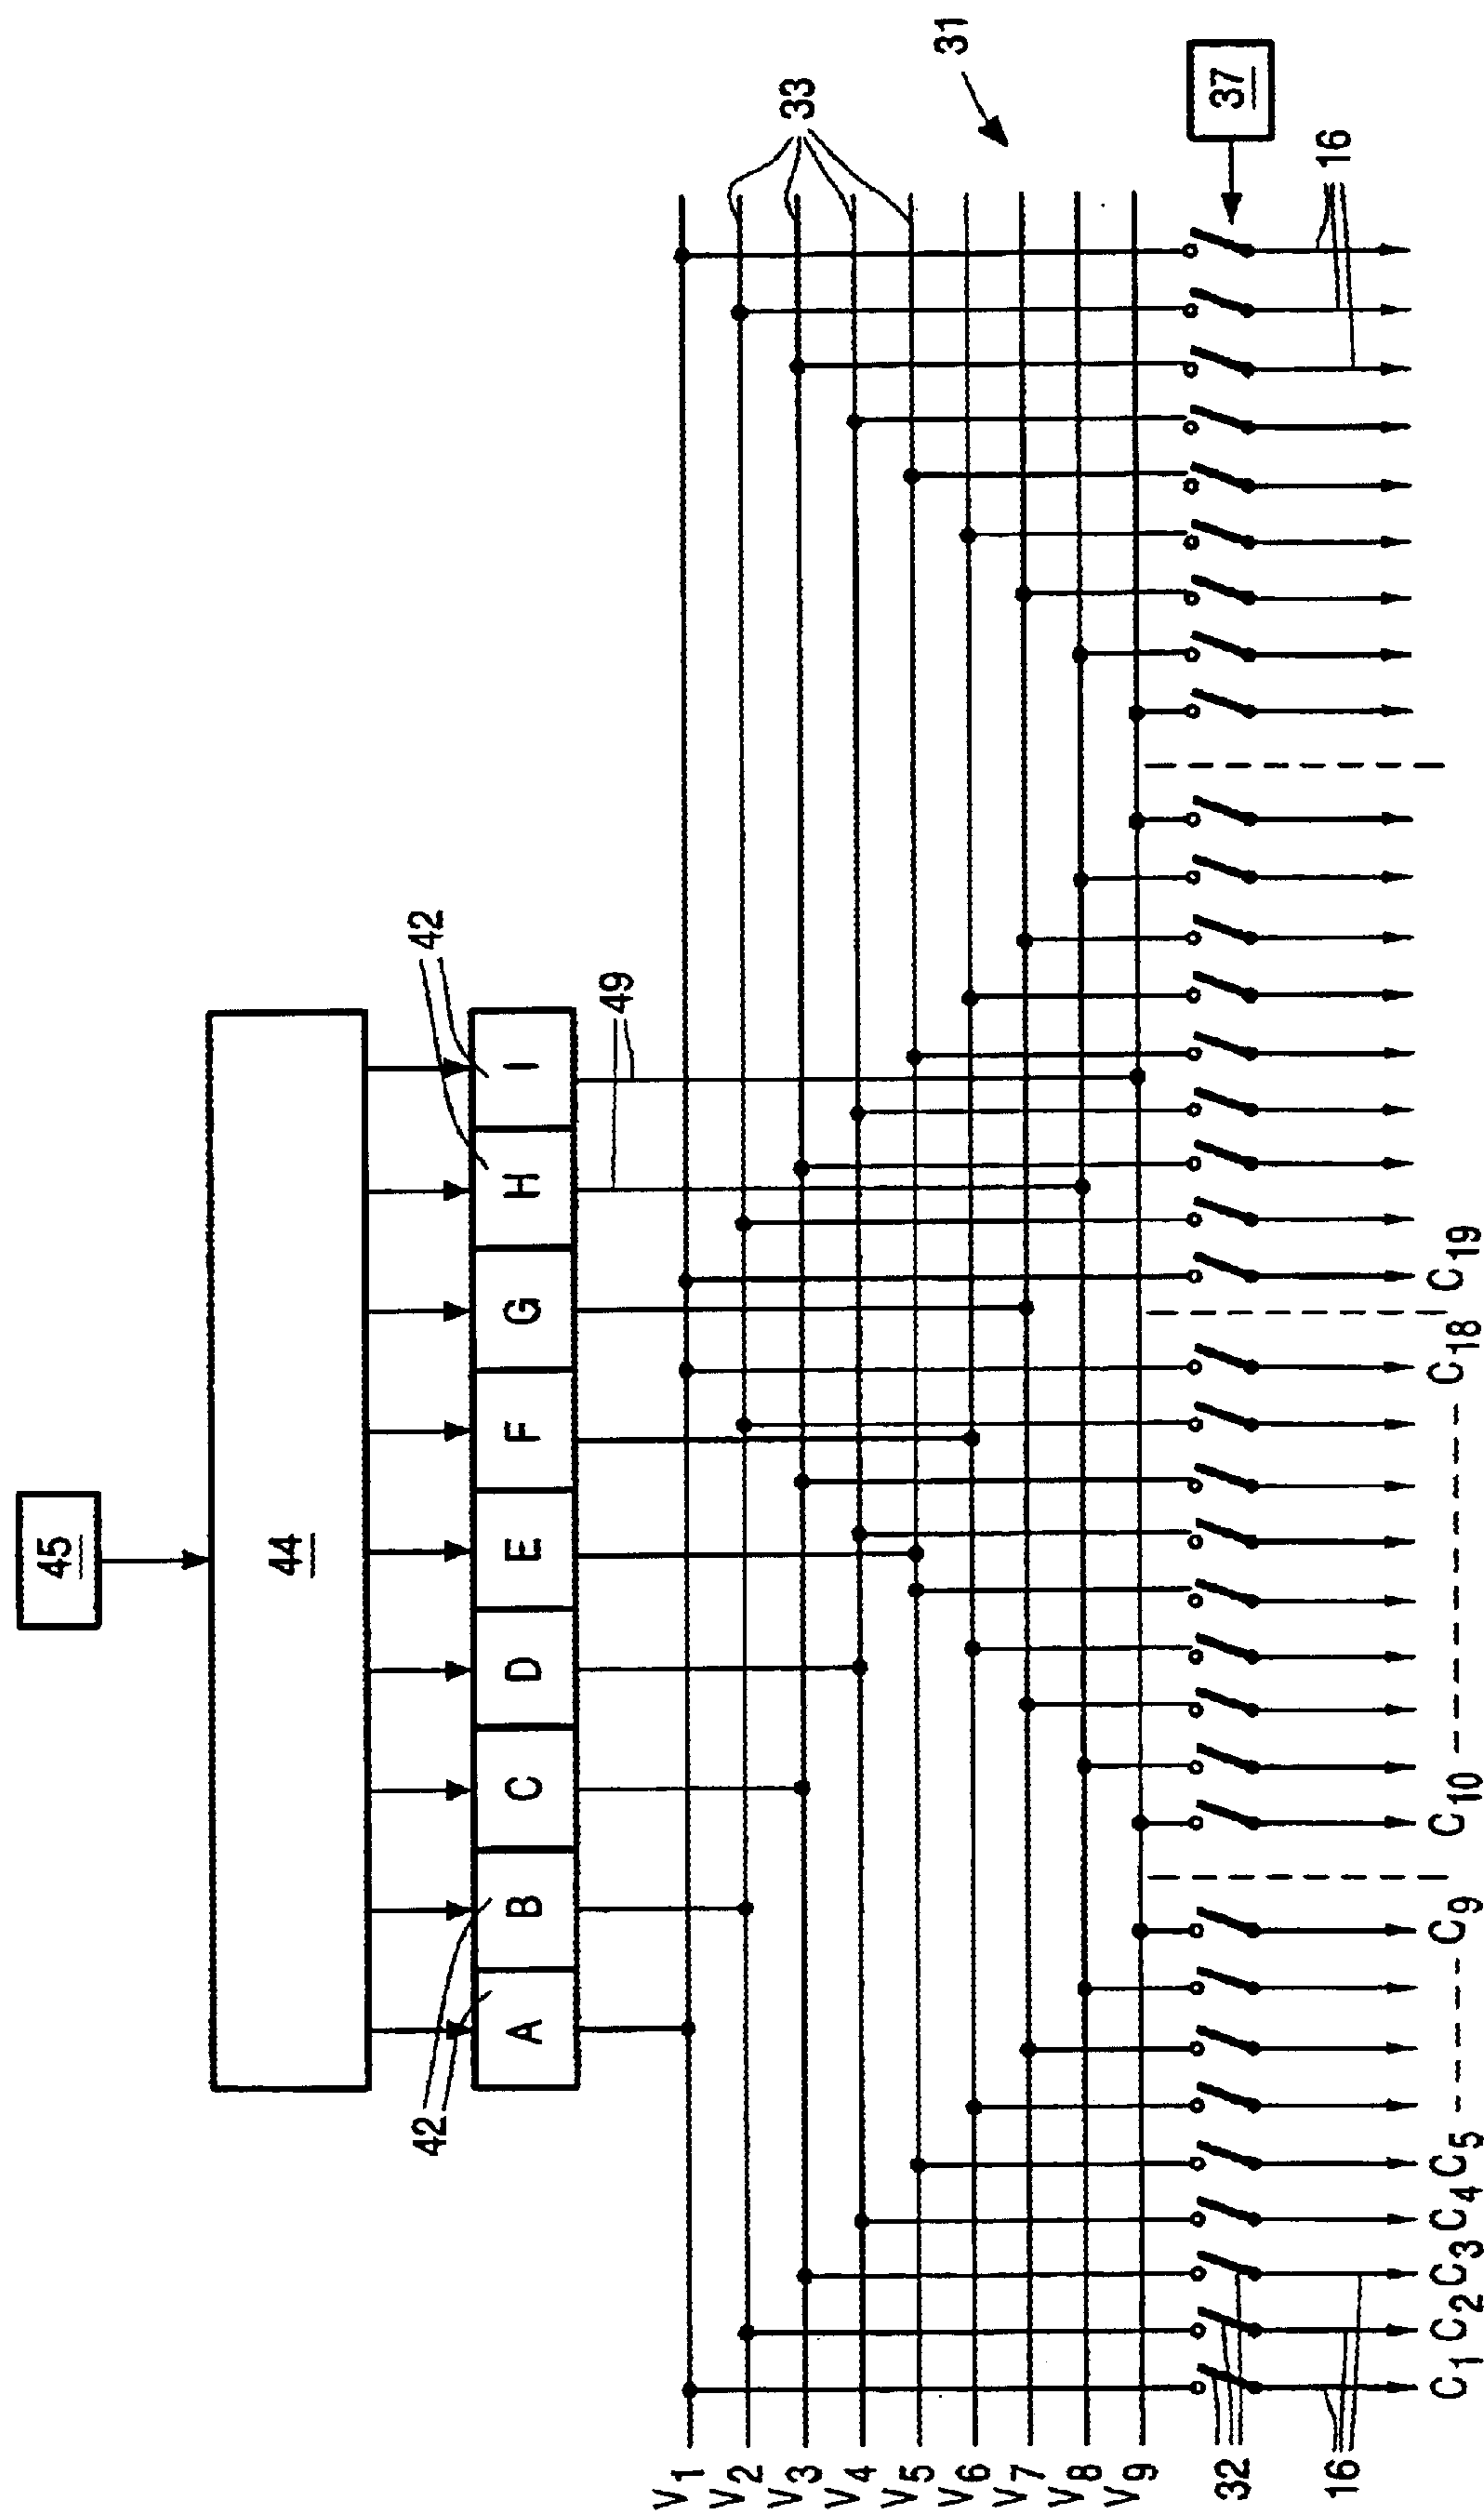 45
44
42
42
A B C D E F G H I
49
33
31
V1
V2
V3
V4
V5
V6
V7
V8
V9
37
32
16
16
C1 C2 C3 C4 C5 ---- C9 C10 ------- C18 C19